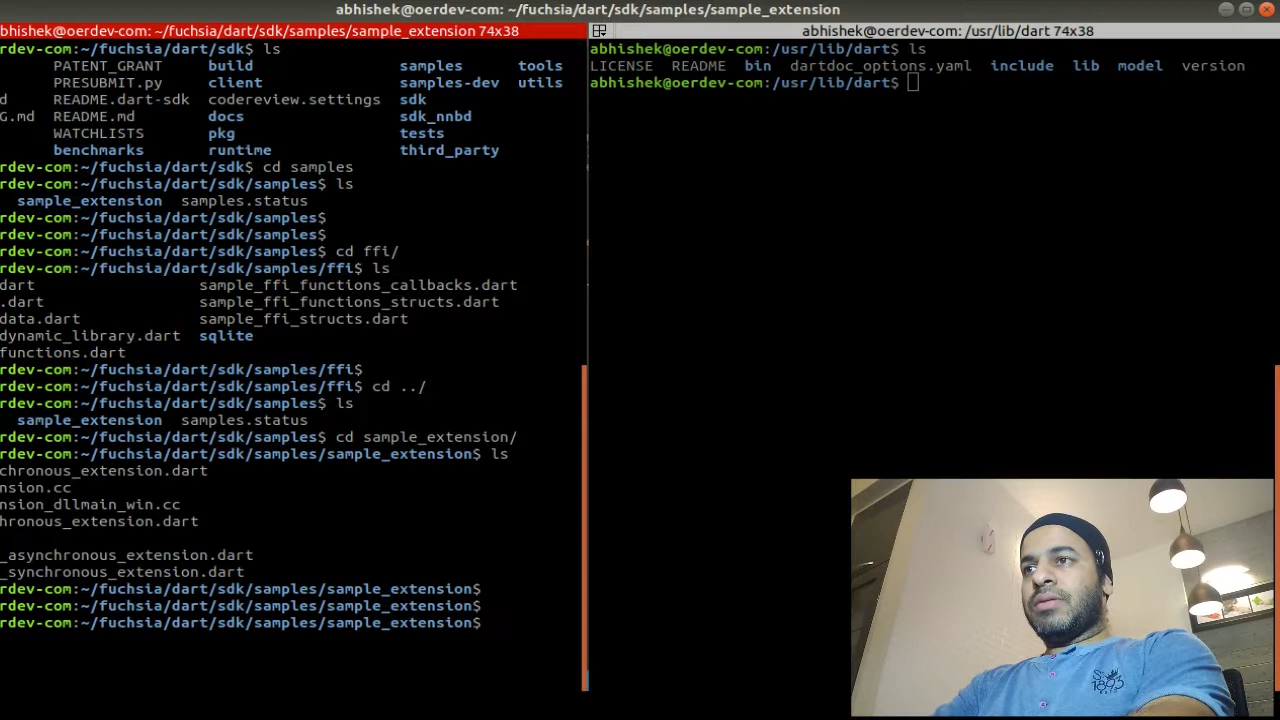 abhishek@oerdev-com: ~/fuchsia/dart/sdk/samples/sample_extension
abhishek@oerdev-com: ~/fuchsia/dart/sdk/samples/sample_extension 74x38
rdev-com:~/fuchsia/dart/sdk$ ls
PATENT_GRANT build samples tools
PRESUBMIT.py client samples-dev utils
d README.dart-sdk codereview.settings sdk
G.md README.md docs sdk_nnbd
WATCHLISTS pkg tests
benchmarks runtime third_party
rdev-com:~/fuchsia/dart/sdk$ cd samples
rdev-com:~/fuchsia/dart/sdk/samples$ ls
sample_extension samples.status
rdev-com:~/fuchsia/dart/sdk/samples$
rdev-com:~/fuchsia/dart/sdk/samples$
rdev-com:~/fuchsia/dart/sdk/samples$ cd ffi/
rdev-com:~/fuchsia/dart/sdk/samples/ffi$ ls
dart sample_ffi_functions_callbacks.dart
.dart sample_ffi_functions_structs.dart
data.dart sample_ffi_structs.dart
dynamic_library.dart sqlite
functions.dart
rdev-com:~/fuchsia/dart/sdk/samples/ffi$
rdev-com:~/fuchsia/dart/sdk/samples/ffi$ cd ../
rdev-com:~/fuchsia/dart/sdk/samples$ ls
sample_extension samples.status
rdev-com:~/fuchsia/dart/sdk/samples$ cd sample_extension/
rdev-com:~/fuchsia/dart/sdk/samples/sample_extension$ ls
chronous_extension.dart
nsion.cc
nsion_dllmain_win.cc
hronous_extension.dart
_asynchronous_extension.dart
_synchronous_extension.dart
rdev-com:~/fuchsia/dart/sdk/samples/sample_extension$
rdev-com:~/fuchsia/dart/sdk/samples/sample_extension$
rdev-com:~/fuchsia/dart/sdk/samples/sample_extension$
abhishek@oerdev-com: /usr/lib/dart 74x38
abhishek@oerdev-com:/usr/lib/dart$ ls
LICENSE README bin dartdoc_options.yaml include lib model version
abhishek@oerdev-com:/usr/lib/dart$
1893